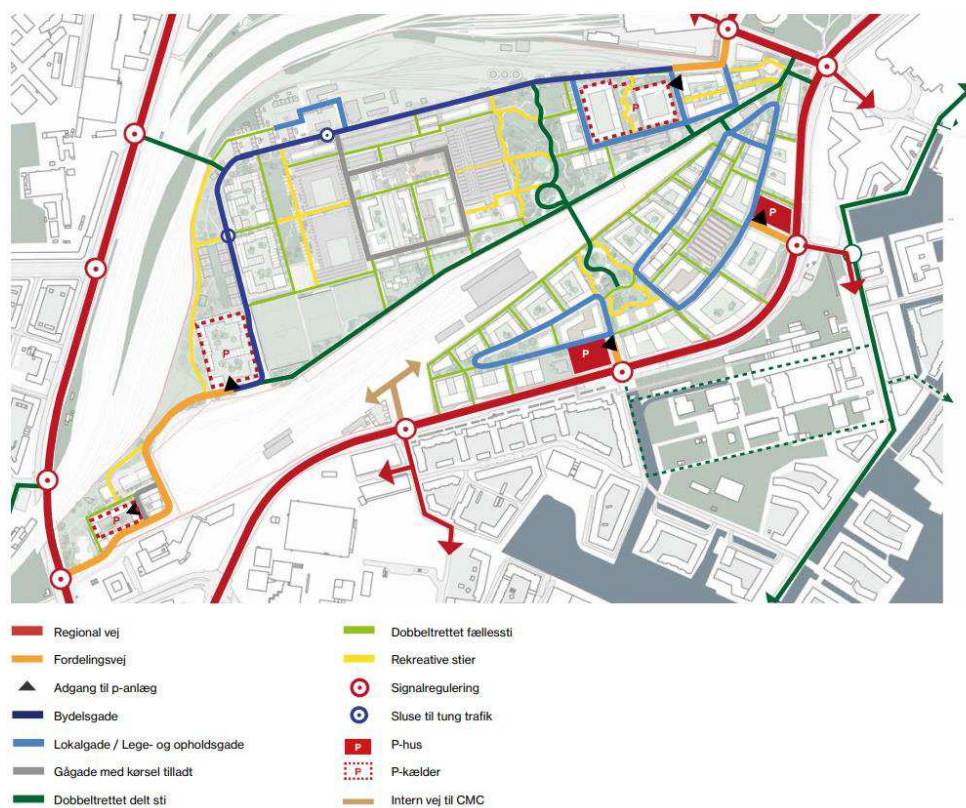 P
P
P
P
P
Regional vej
Fordelingsvej
Adgang til p-anlæg
Bydelsgade
Lokalgade / Lege- og opholdsgade
Gågade med kørsel tilladt
Dobbeltrettet delt sti
Dobbeltrettet fællessti
Rekreative stier
Signalregulering
Sluse til tung trafik
P P-hus
P P-kælder
Intern vej til CMC